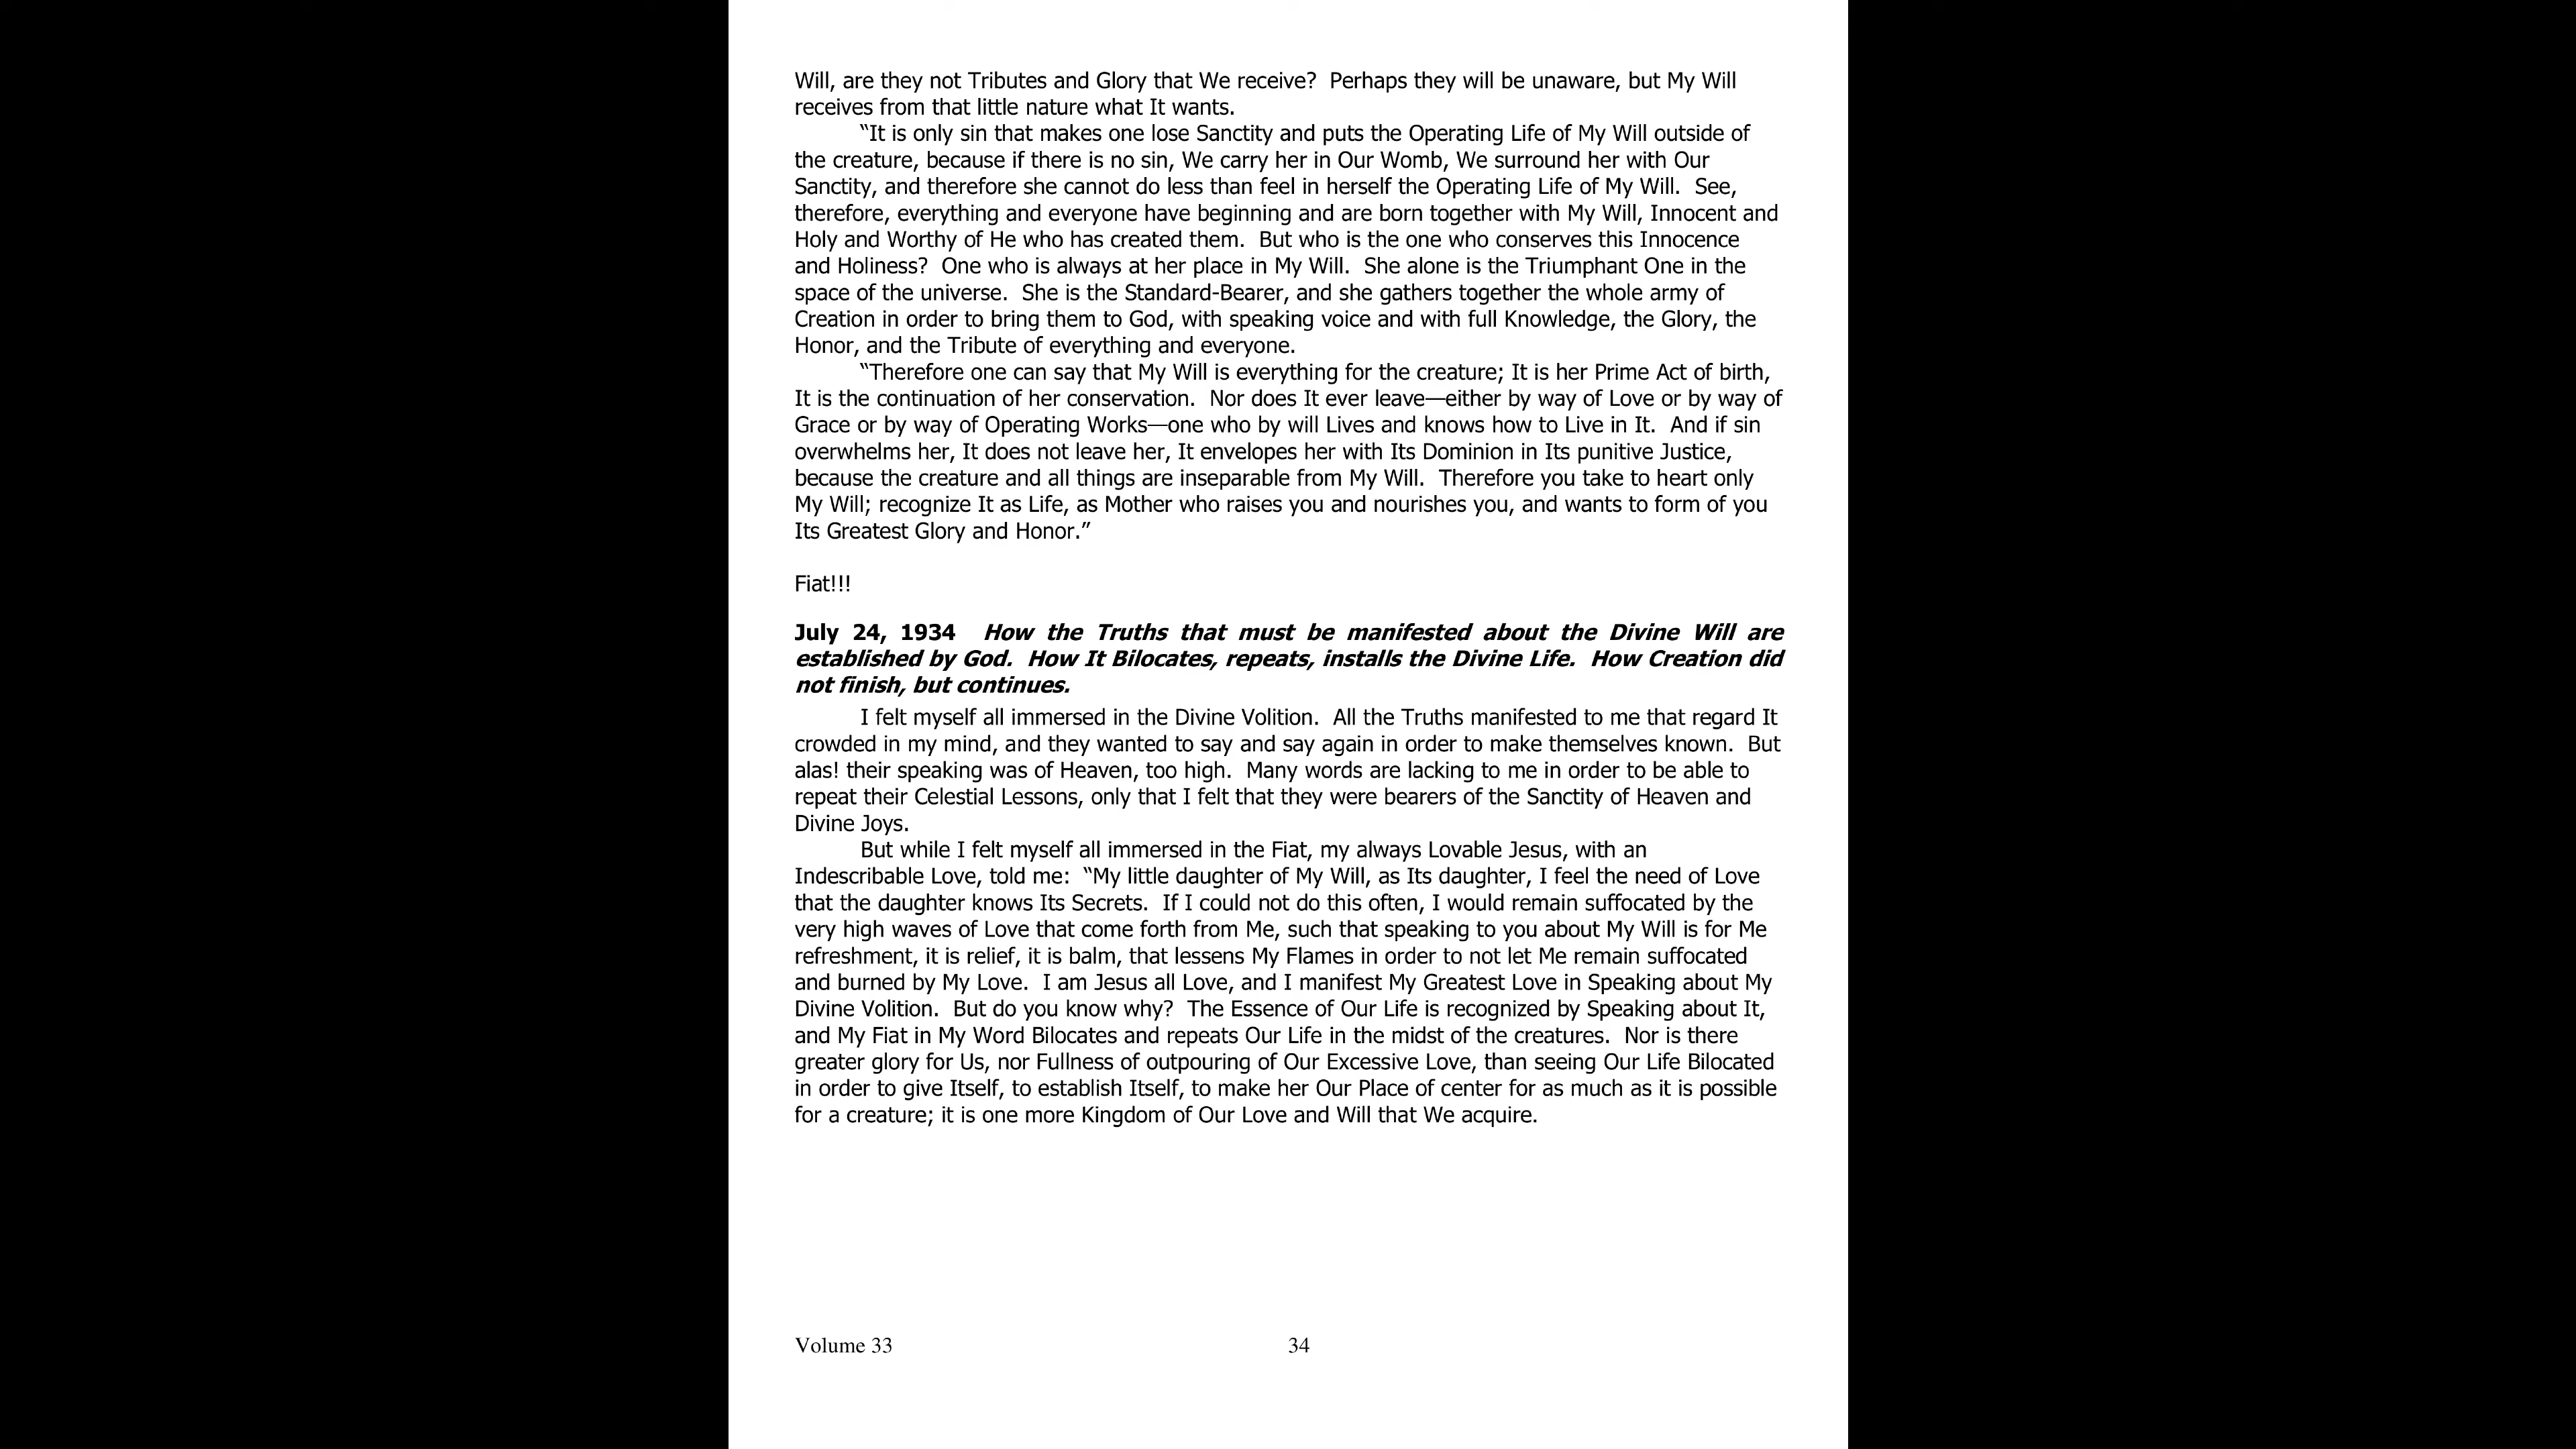 Will, are they not Tributes and Glory that We receive?  Perhaps they will be unaware, but My Will
receives from that little nature what It wants.
“It is only sin that makes one lose Sanctity and puts the Operating Life of My Will outside of
the creature, because if there is no sin, We carry her in Our Womb, We surround her with Our
Sanctity, and therefore she cannot do less than feel in herself the Operating Life of My Will.  See,
therefore, everything and everyone have beginning and are born together with My Will, Innocent and
Holy and Worthy of He who has created them.  But who is the one who conserves this Innocence
and Holiness?  One who is always at her place in My Will.  She alone is the Triumphant One in the
space of the universe.  She is the Standard-Bearer, and she gathers together the whole army of
Creation in order to bring them to God, with speaking voice and with full Knowledge, the Glory, the
Honor, and the Tribute of everything and everyone.
“Therefore one can say that My Will is everything for the creature; It is her Prime Act of birth,
It is the continuation of her conservation.  Nor does It ever leave—either by way of Love or by way of
Grace or by way of Operating Works—one who by will Lives and knows how to Live in It.  And if sin
overwhelms her, It does not leave her, It envelopes her with Its Dominion in Its punitive Justice,
because the creature and all things are inseparable from My Will.  Therefore you take to heart only
My Will; recognize It as Life, as Mother who raises you and nourishes you, and wants to form of you
Its Greatest Glory and Honor.”
Fiat!!!
July 24, 1934  How the Truths that must be manifested about the Divine Will are
established by God.  How It Bilocates, repeats, installs the Divine Life.  How Creation did
not finish, but continues.
I felt myself all immersed in the Divine Volition.  All the Truths manifested to me that regard It
crowded in my mind, and they wanted to say and say again in order to make themselves known.  But
alas! their speaking was of Heaven, too high.  Many words are lacking to me in order to be able to
repeat their Celestial Lessons, only that I felt that they were bearers of the Sanctity of Heaven and
Divine Joys.
But while I felt myself all immersed in the Fiat, my always Lovable Jesus, with an
Indescribable Love, told me:  “My little daughter of My Will, as Its daughter, I feel the need of Love
that the daughter knows Its Secrets.  If I could not do this often, I would remain suffocated by the
very high waves of Love that come forth from Me, such that speaking to you about My Will is for Me
refreshment, it is relief, it is balm, that lessens My Flames in order to not let Me remain suffocated
and burned by My Love.  I am Jesus all Love, and I manifest My Greatest Love in Speaking about My
Divine Volition.  But do you know why?  The Essence of Our Life is recognized by Speaking about It,
and My Fiat in My Word Bilocates and repeats Our Life in the midst of the creatures.  Nor is there
greater glory for Us, nor Fullness of outpouring of Our Excessive Love, than seeing Our Life Bilocated
in order to give Itself, to establish Itself, to make her Our Place of center for as much as it is possible
for a creature; it is one more Kingdom of Our Love and Will that We acquire.
Volume 33 34